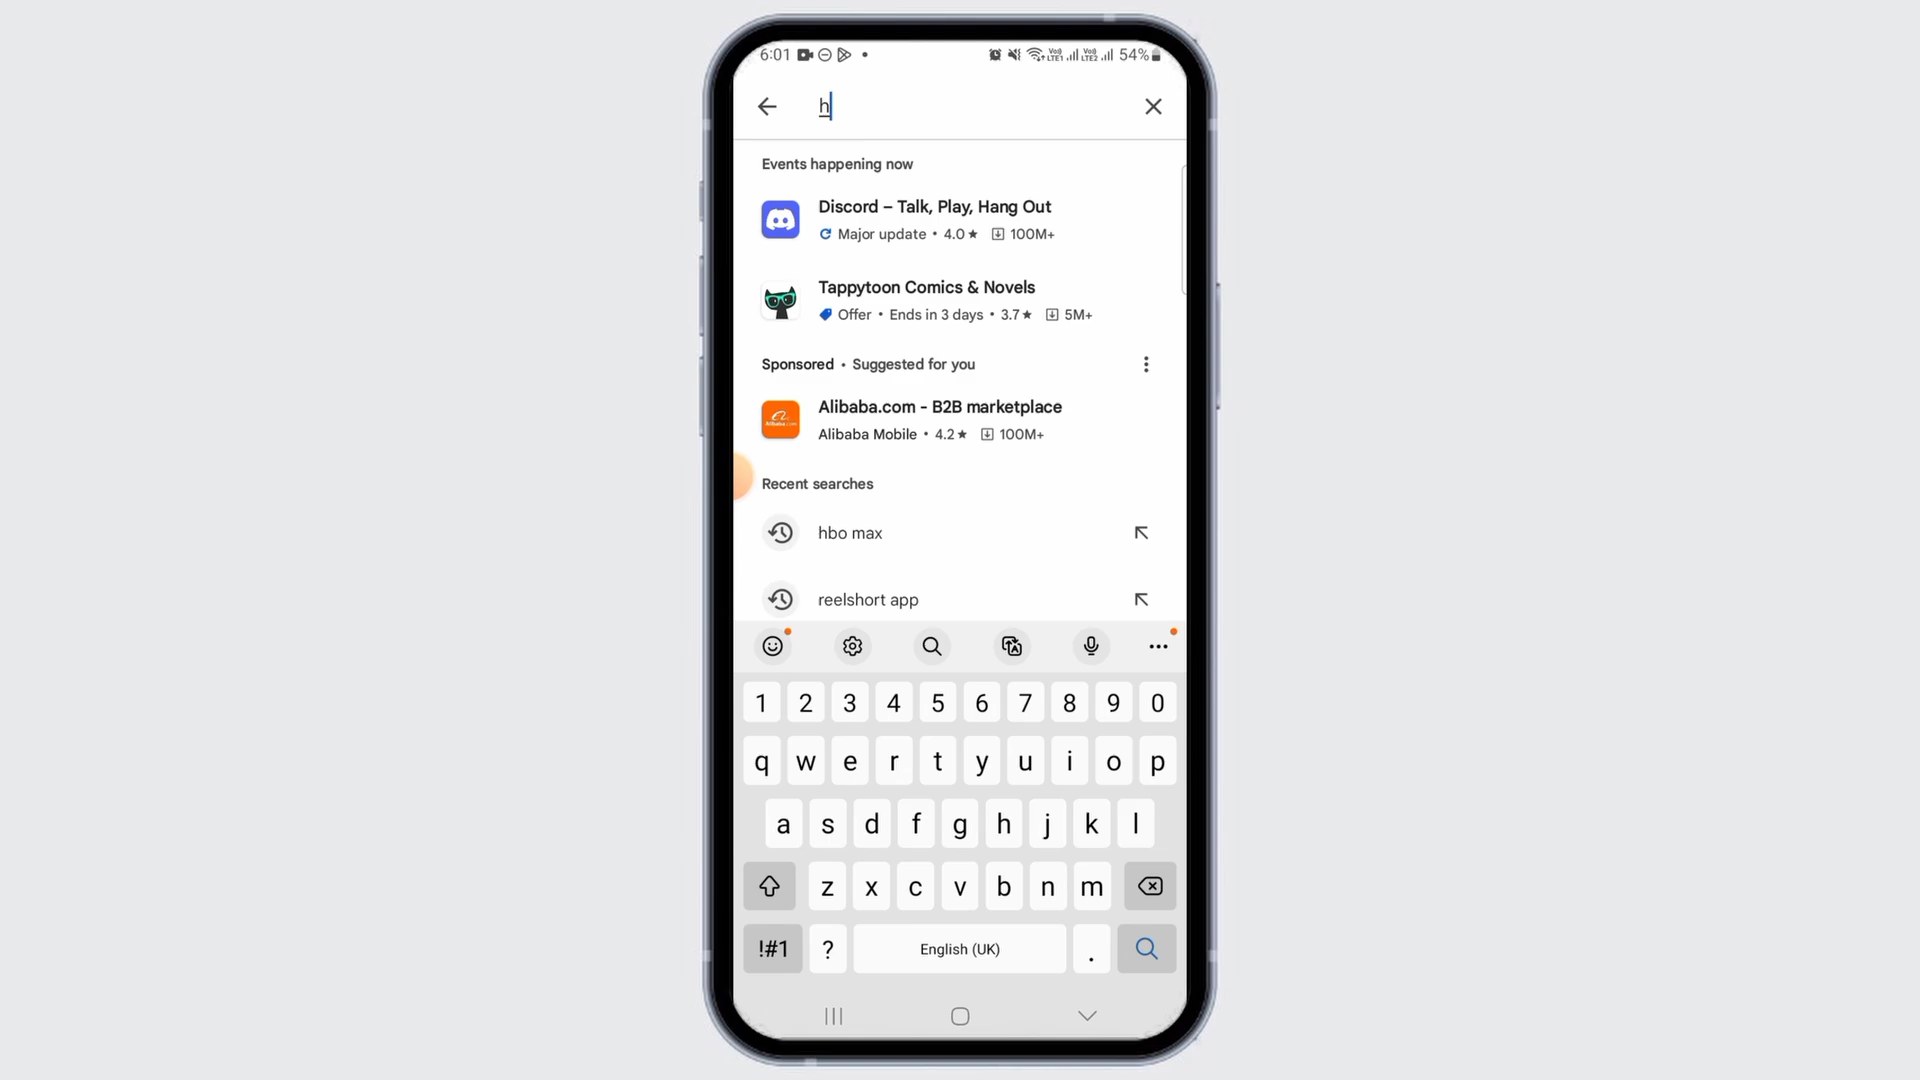 6:01 54%
h
Events happening now
Discord – Talk, Play, Hang Out
Major update • 4.0★ 100M+
Tappytoon Comics & Novels
Offer • Ends in 3 days • 3.7★ 5M+
Sponsored • Suggested for you
Alibaba.com - B2B marketplace
Alibaba Mobile • 4.2★ 100M+
Recent searches
hbo max
reelshort app
1 2 3 4 5 6 7 8 9 0
q w e r t y u i o p
a s d f g h j k l
z x c v b n m
!#1 ? English (UK) .